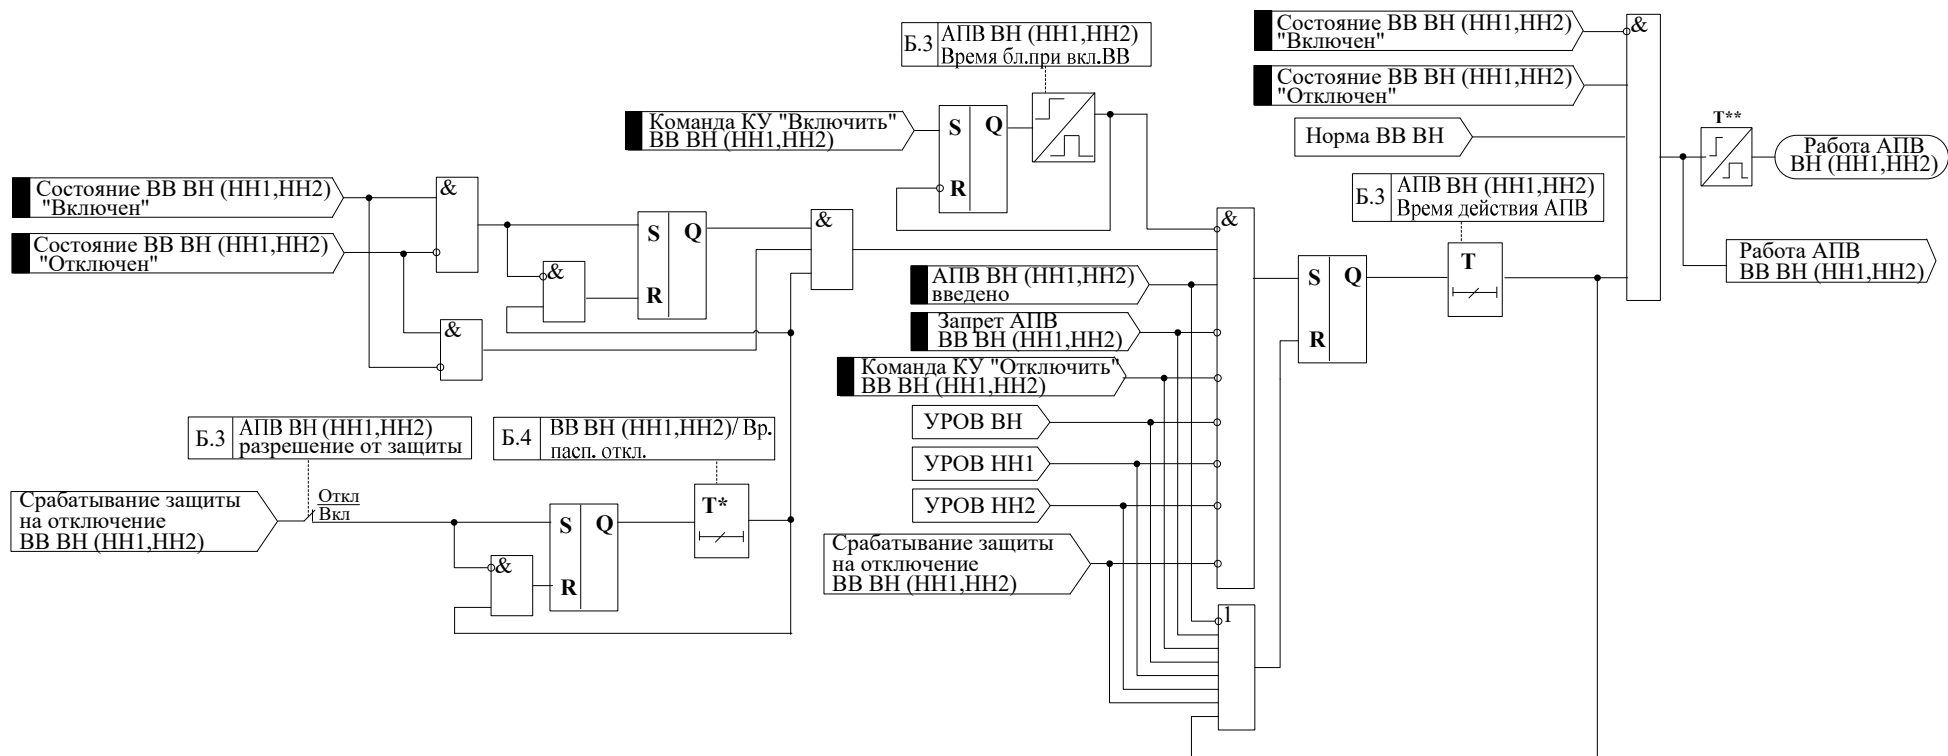 Б.3
АПВ ВН (НН1,НН2)
Время бл.при вкл.ВВ
Состояние ВВ ВН (НН1,НН2)
"Включен"
&
Состояние ВВ ВН (НН1,НН2)
"Отключен"
Команда КУ "Включить"
ВВ ВН (НН1,НН2)
S
Q
R
Норма ВВ ВН
T**
Работа АПВ
ВН (НН1,НН2)
Работа АПВ
ВВ ВН (НН1,НН2)
Состояние ВВ ВН (НН1,НН2)
"Включен"
Состояние ВВ ВН (НН1,НН2)
"Отключен"
&
S
Q
R
&
&
&
&
Б.3
АПВ ВН (НН1,НН2)
Время действия АПВ
АПВ ВН (НН1,НН2)
введено
Запрет АПВ
ВВ ВН (НН1,НН2)
Команда КУ "Отключить"
ВВ ВН (НН1,НН2)
УРОВ ВН
УРОВ НН1
УРОВ НН2
Срабатывание защиты
на отключение
ВВ ВН (НН1,НН2)
S
Q
R
T
1
Б.3
АПВ ВН (НН1,НН2)
разрешение от защиты
Б.4
ВВ ВН (НН1,НН2)/ Вр.
пасп. откл.
Срабатывание защиты
на отключение
ВВ ВН (НН1,НН2)
Откл
Вкл
&
S
Q
R
T*